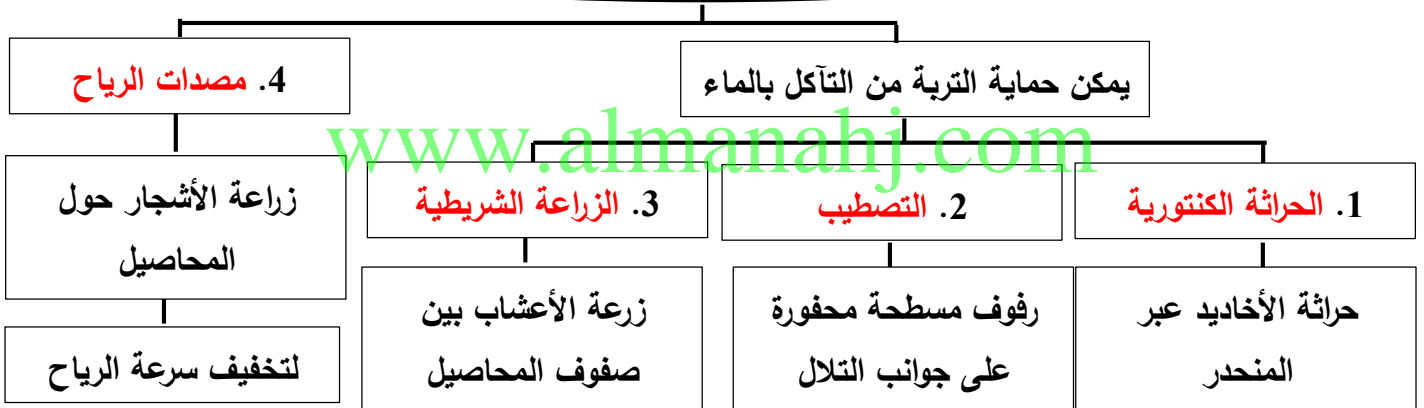 يمكن حماية التربة من التآكل بالماء
4. مصدات الرياح
www.almanahj.com
1. الحراثة الكنتورية
2. التصطيب
3. الزراعة الشريطية
زراعة الأشجار حول
المحاصيل
حراثة الأخاديد عبر
المنحدر
رفوف مسطحة محفورة
على جوانب التلال
زرعة الأعشاب بين
صفوف المحاصيل
لتخفيف سرعة الرياح